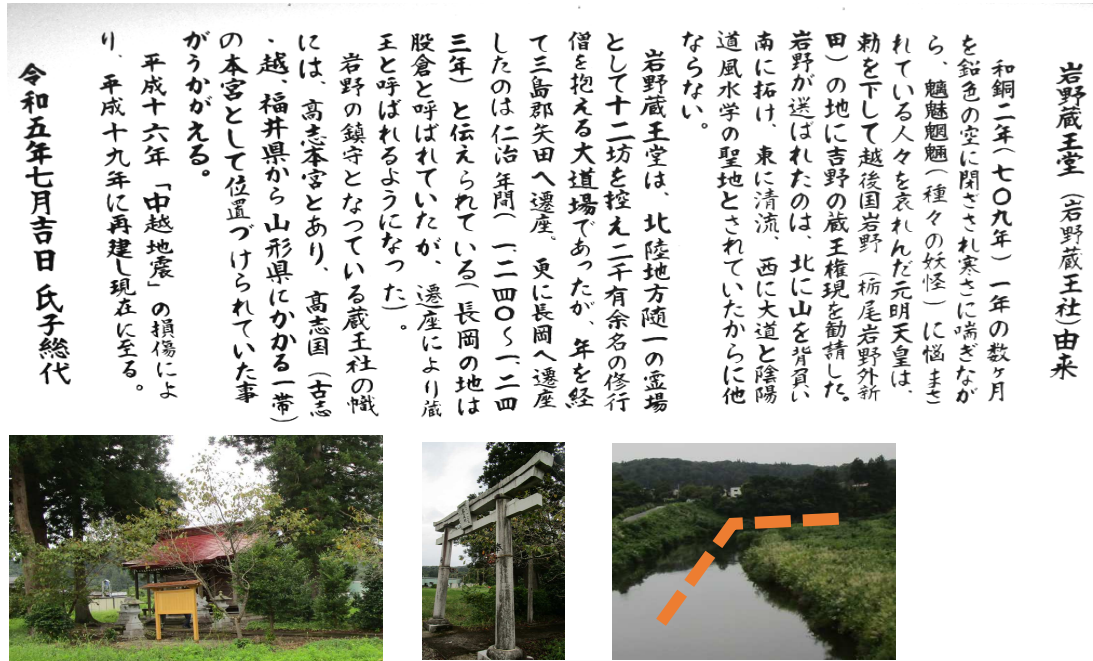 岩野蔵王堂（岩野蔵王社）由来
和銅二年（七〇九年）一年の数ヶ月
を鉛色の空に閉ざされ寒さに喘ぎなが
ら、魑魅魍魎（種々の妖怪）に悩まさ
れている人々を哀れんだ元明天皇は、
勅を下して越後国岩野（栃尾岩野外新
田）の地に吉野の蔵王権現を勧請した。
岩野が選ばれたのは、北に山を背負い
南に拓け、東に清流、西に大道と陰陽
道風水学の聖地とされていたからに他
ならない。
岩野蔵王堂は、北陸地方随一の霊場
として十二坊を控え二千有余名の修行
僧を抱える大道場であったが、年を経
て三島郡矢田へ遷座。更に長岡へ遷座
したのは仁治年間（一二四〇～一二四
三年）と伝えられている（長岡の地は
股倉と呼ばれていたが、遷座により蔵
王と呼ばれるようになった）。
岩野の鎮守となっている蔵王社の幟
には、高志本宮とあり、高志国（古志
・越、福井県から山形県にかかる一帯）
の本宮として位置づけられていた事
がうかがえる。
平成十六年「中越地震」の損傷によ
り、平成十九年に再建し現在に至る。
令和五年七月吉日 氏子総代